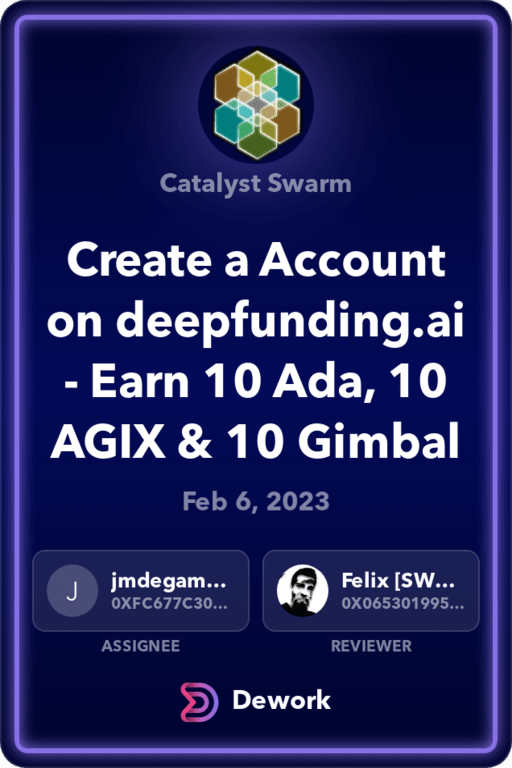 Catalyst Swarm
Create a Account
on deepfunding.ai
- Earn 10 Ada, 10
AGIX & 10 Gimbal
Feb 6, 2023
J
jmdegam...
0XFC677C30...
ASSIGNEE
Felix [SW...
0X065301995...
REVIEWER
Dework